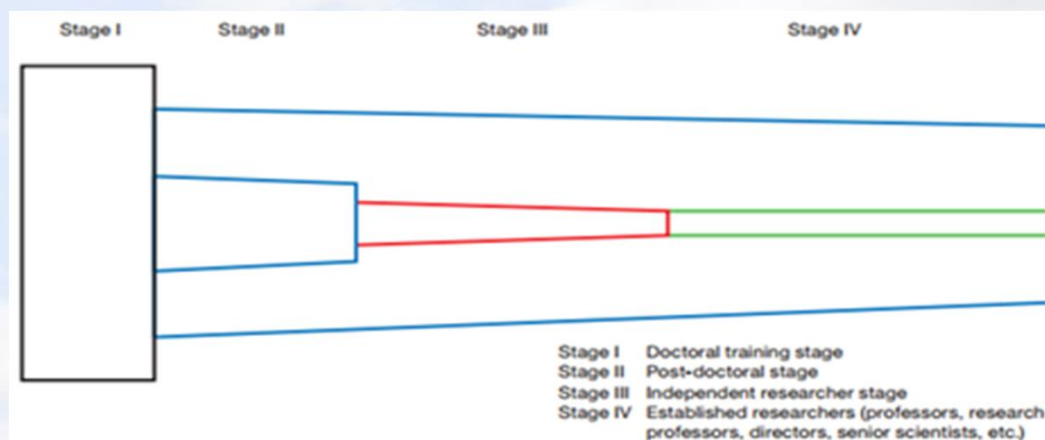 Stage I Stage II Stage III Stage IV
Stage I Doctoral training stage
Stage II Post-doctoral stage
Stage III Independent researcher stage
Stage IV Established researchers (professors, research
professors, directors, senior scientists, etc.)